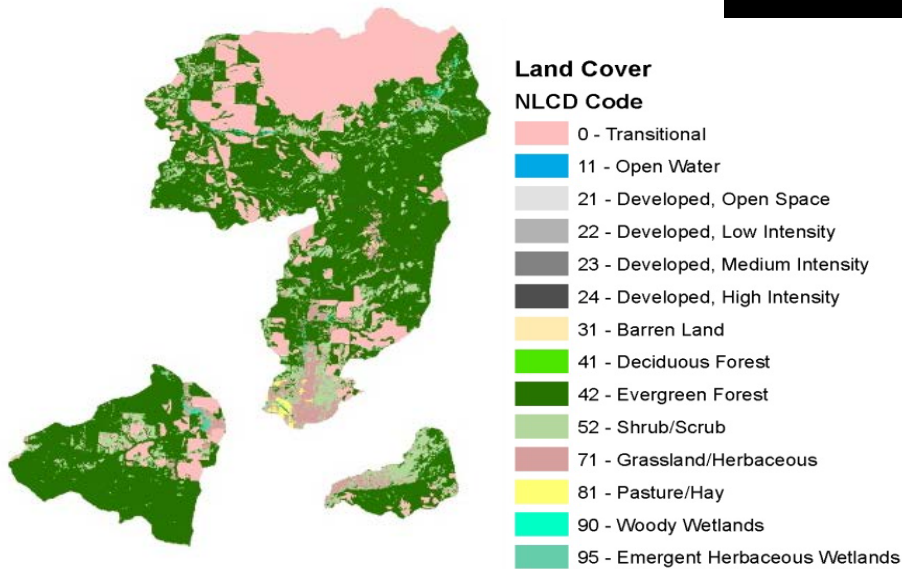 Land Cover
NLCD Code
0 - Transitional
11 - Open Water
21 - Developed, Open Space
22 - Developed, Low Intensity
23 - Developed, Medium Intensity
24 - Developed, High Intensity
31 - Barren Land
41 - Deciduous Forest
42 - Evergreen Forest
52 - Shrub/Scrub
71 - Grassland/Herbaceous
81 - Pasture/Hay
90 - Woody Wetlands
95 - Emergent Herbaceous Wetlands